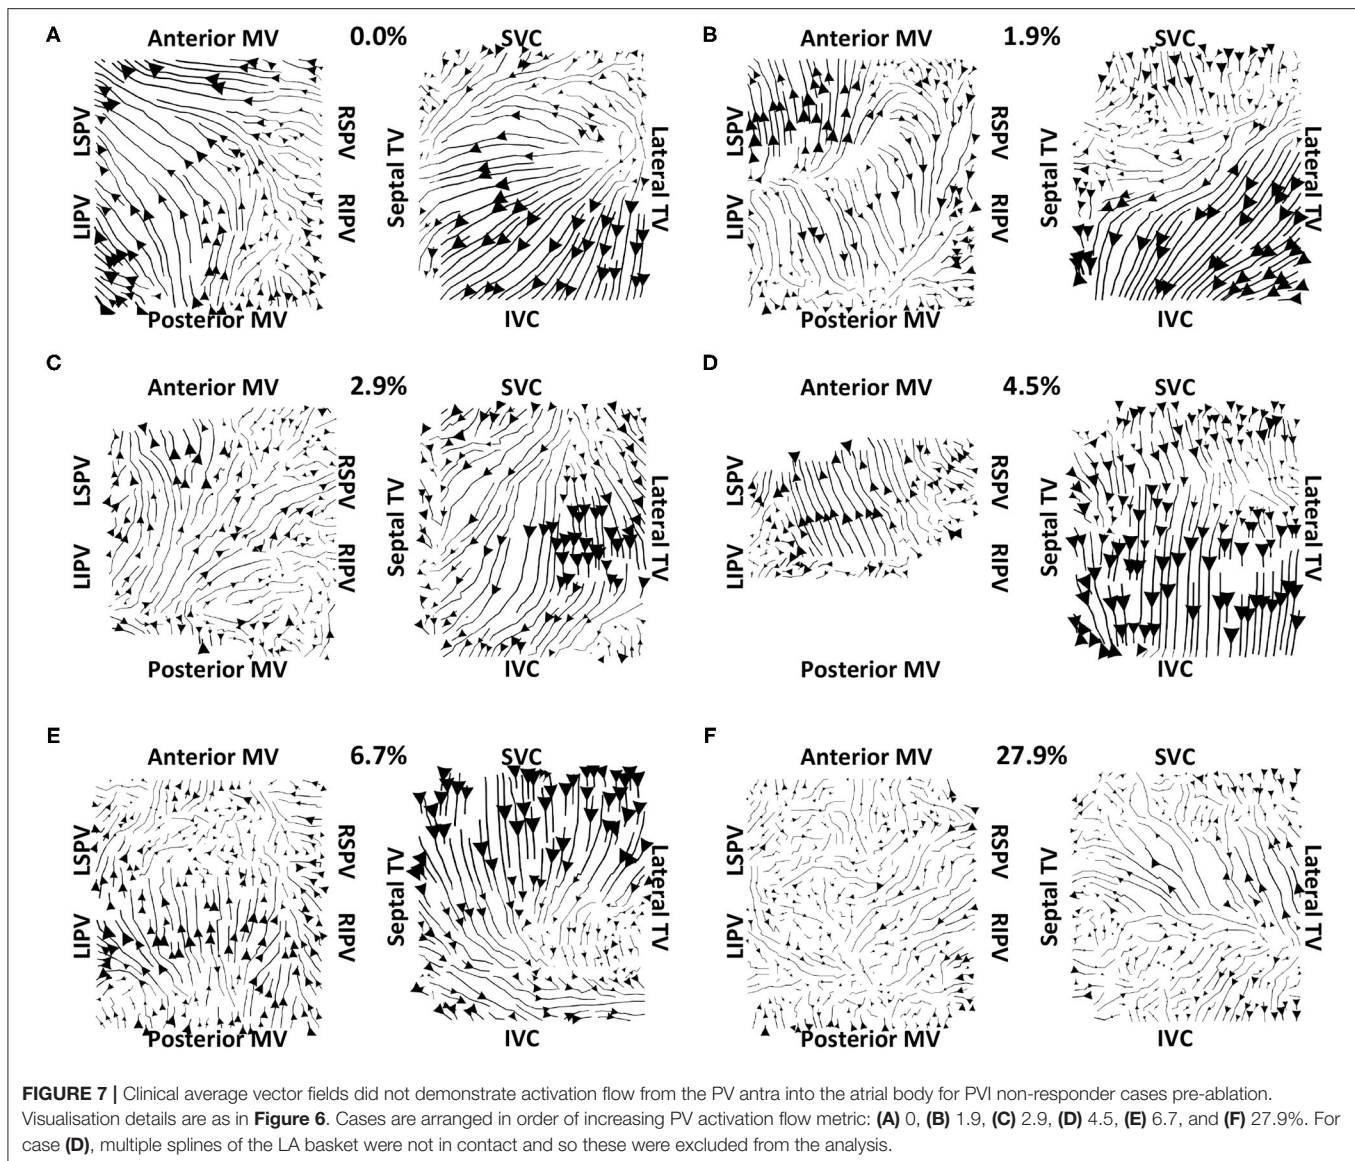 A
Anterior MV
0.0%
SVC
LSPV
LIPV
RSPV
RIPV
Septal TV
Lateral TV
Posterior MV
IVC
B
Anterior MV
1.9%
SVC
LSPV
LIPV
RSPV
RIPV
Septal TV
Lateral TV
Posterior MV
IVC
C
Anterior MV
2.9%
SVC
LSPV
LIPV
RSPV
RIPV
Septal TV
Lateral TV
Posterior MV
IVC
D
Anterior MV
4.5%
SVC
LSPV
LIPV
RSPV
RIPV
Septal TV
Lateral TV
Posterior MV
IVC
E
Anterior MV
6.7%
SVC
LSPV
LIPV
RSPV
RIPV
Septal TV
Lateral TV
Posterior MV
IVC
F
Anterior MV
27.9%
SVC
LSPV
LIPV
RSPV
RIPV
Septal TV
Lateral TV
Posterior MV
IVC
FIGURE 7 | Clinical average vector fields did not demonstrate activation flow from the PV antra into the atrial body for PVI non-responder cases pre-ablation.
Visualisation details are as in Figure 6. Cases are arranged in order of increasing PV activation flow metric: (A) 0, (B) 1.9, (C) 2.9, (D) 4.5, (E) 6.7, and (F) 27.9%. For
case (D), multiple splines of the LA basket were not in contact and so these were excluded from the analysis.